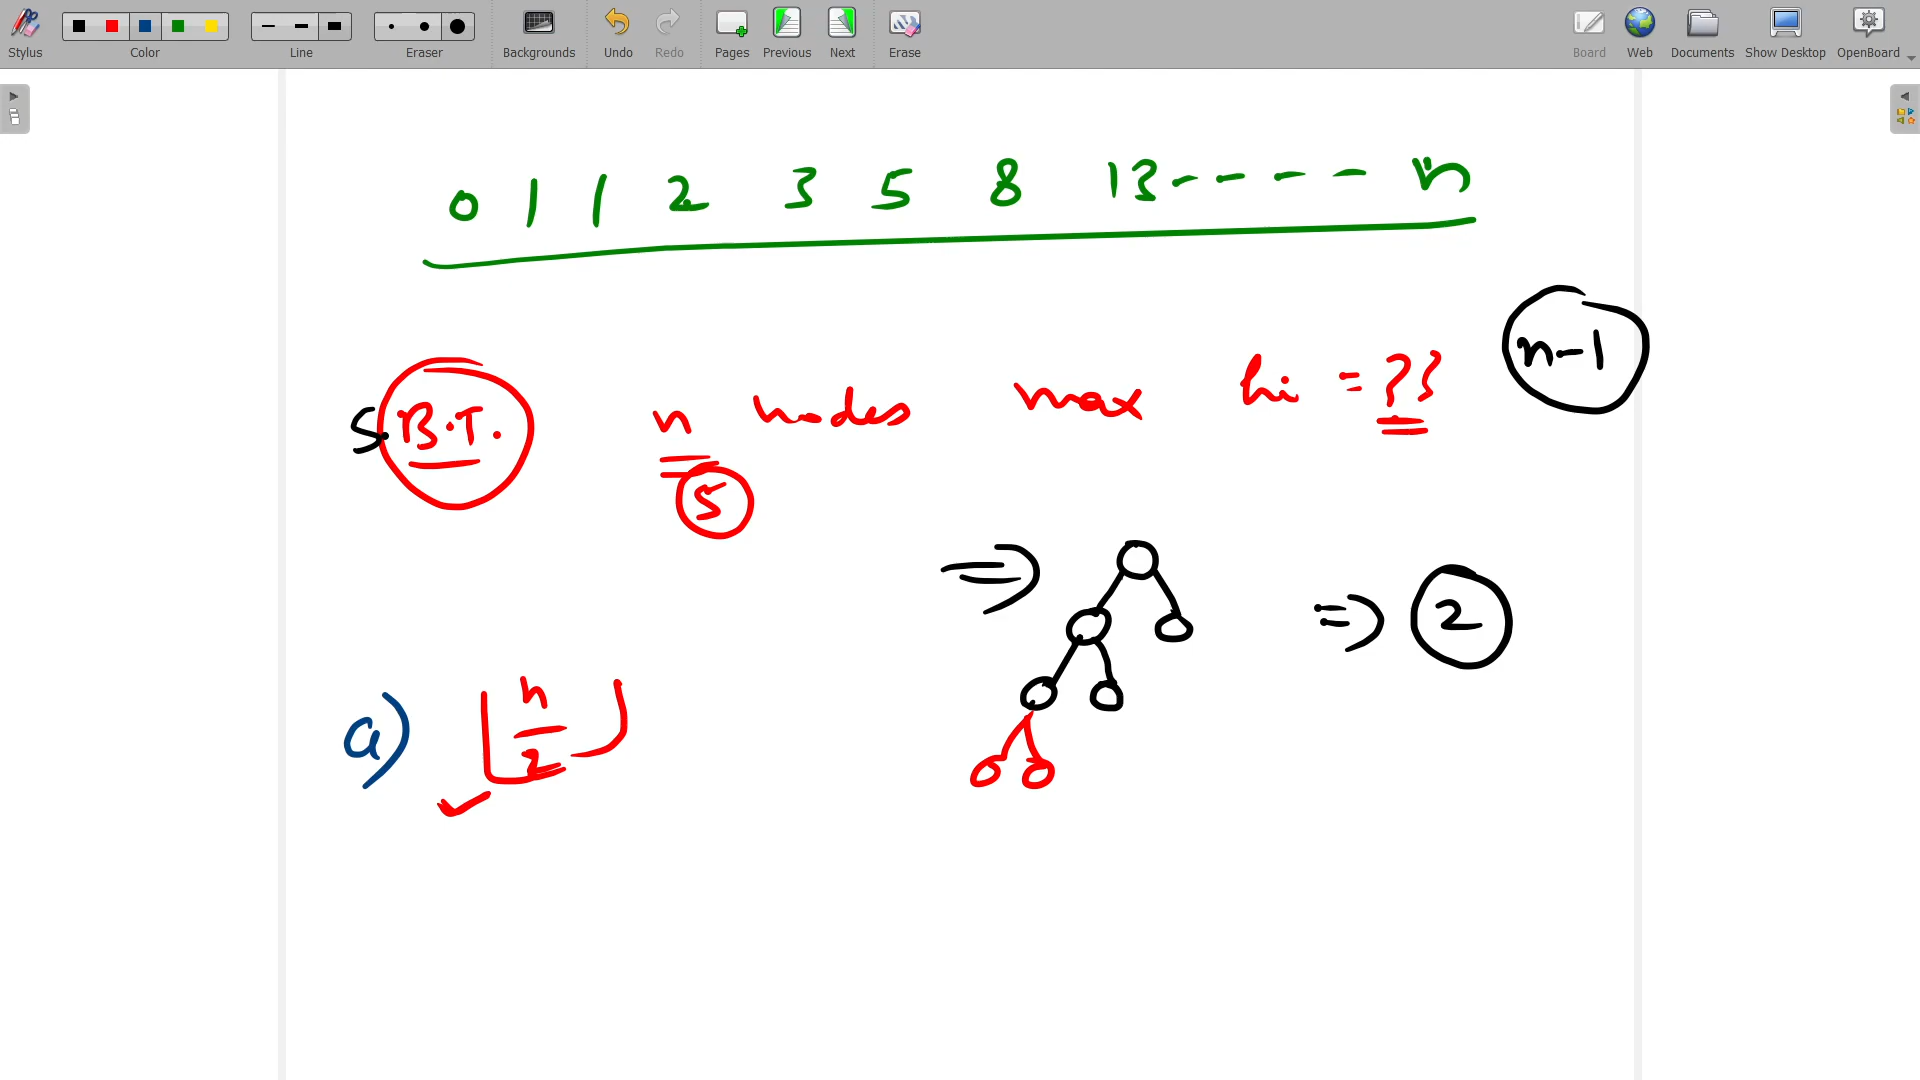 Stylus Color Line Eraser Backgrounds Undo Redo Pages Previous Next Erase Board Web Documents Show Desktop OpenBoard
0 1 1 2 3 5 8 13 - - - - - n
n-1
S. B.T. n nodes max hi = ??
5
⇒ ⇒ 2
a) ⌊n/2⌋